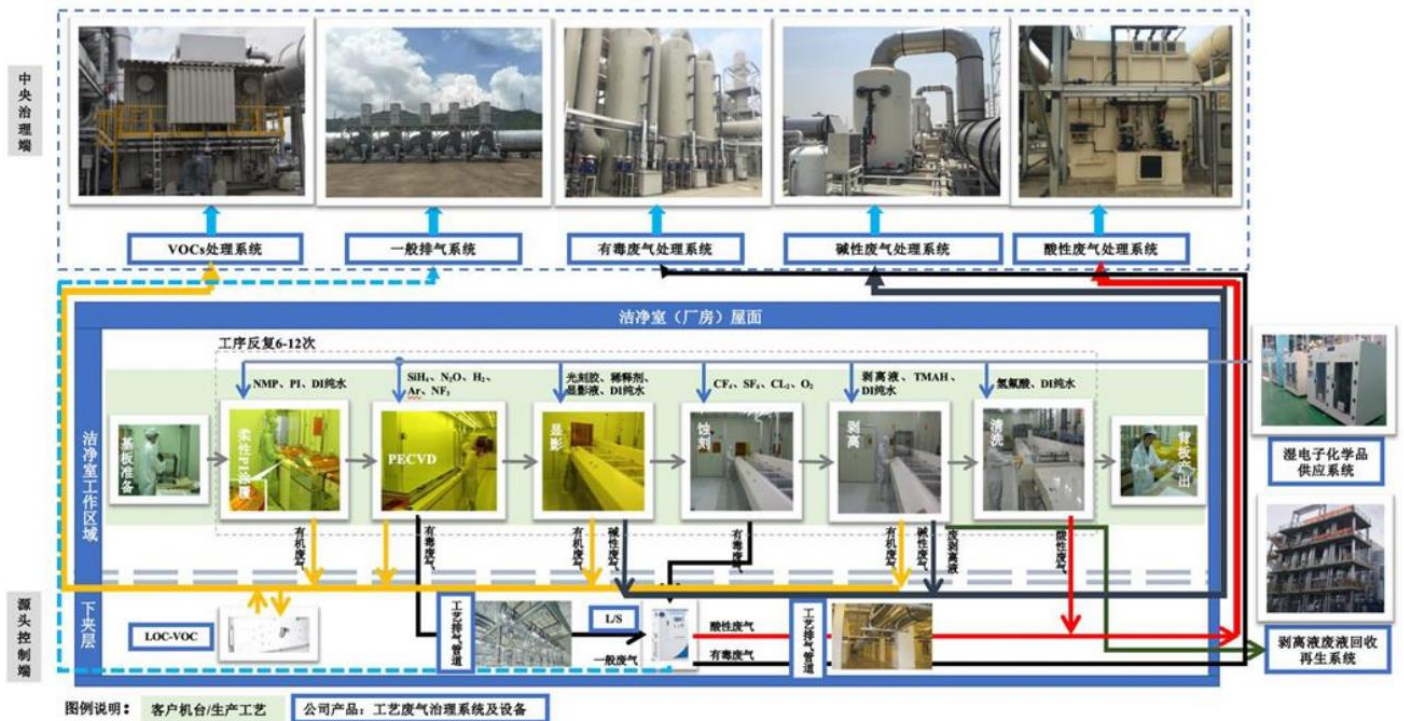 中央治理端
VOCs处理系统
一般排气系统
有毒废气处理系统
碱性废气处理系统
酸性废气处理系统
洁净室（厂房）屋面
工序反复6-12次
NMP、PI、DI纯水
SiH₄、N₂O、H₂、
Ar、NF₃
光刻胶、稀释剂、
显影液、DI纯水
CF₄、SF₆、CL₂、O₂
剥离液、TMAH、
DI纯水
氢氟酸、DI纯水
洁净室工作区域
基板准备
柔性PI涂覆
PECVD
显影
蚀刻
剥离
清洗
背板产出
湿电子化学品
供应系统
有机废气
有毒废气
有机废气
碱性废气
有毒废气
有机废气
碱性废气
废剥离液
酸性废气
源头控制端
下夹层
LOC-VOC
工艺排气管道
L/S
一般废气
酸性废气
有毒废气
工艺排气管道
剥离液废液回收
再生系统
图例说明：
客户机台/生产工艺
公司产品：工艺废气治理系统及设备